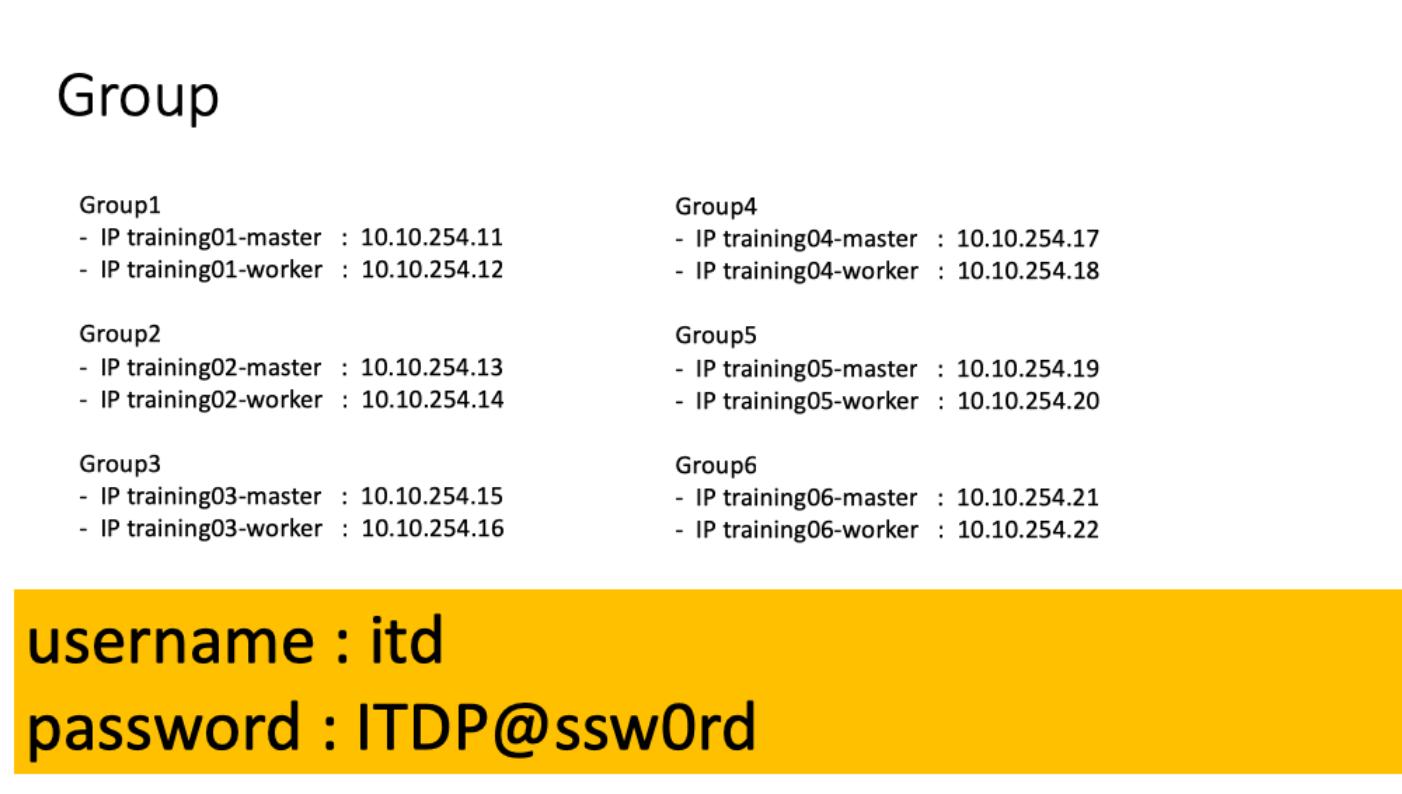 Group
Group1
- IP training01-master : 10.10.254.11
- IP training01-worker : 10.10.254.12
Group2
- IP training02-master : 10.10.254.13
- IP training02-worker : 10.10.254.14
Group3
- IP training03-master : 10.10.254.15
- IP training03-worker : 10.10.254.16
Group4
- IP training04-master : 10.10.254.17
- IP training04-worker : 10.10.254.18
Group5
- IP training05-master : 10.10.254.19
- IP training05-worker : 10.10.254.20
Group6
- IP training06-master : 10.10.254.21
- IP training06-worker : 10.10.254.22
username : itd
password : ITDP@ssw0rd